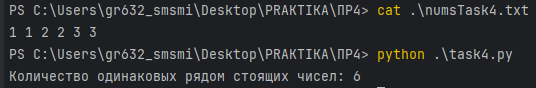 PS C:\Users\gr632_smsmi\Desktop\PRAKTIKA\ПР4> cat .\numsTask4.txt
1 1 2 2 3 3
PS C:\Users\gr632_smsmi\Desktop\PRAKTIKA\ПР4> python .\task4.py
Количество одинаковых рядом стоящих чисел: 6